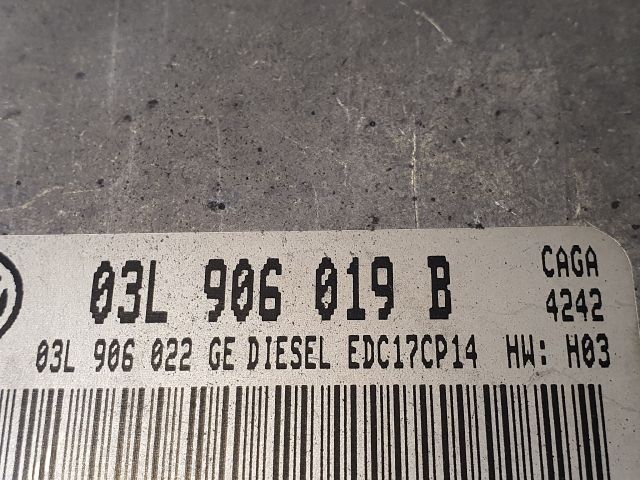 03L 906 019 B
CAGA
4242
03L 906 022 GE DIESEL EDC17CP14 HW: H03